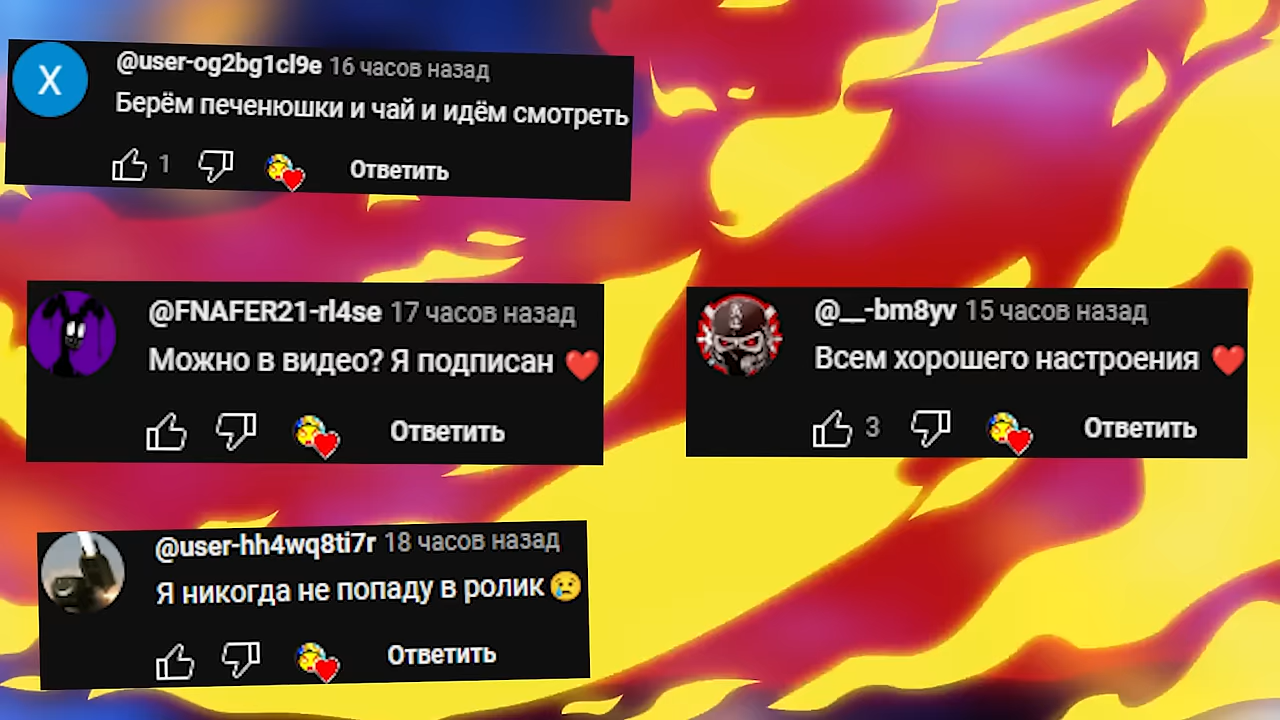 X
@user-og2bg1cl9e 16 часов назад
Берём печенюшки и чай и идём смотреть
1
Ответить
@FNAFER21-rl4se 17 часов назад
Можно в видео? Я подписан ❤️
Ответить
@__-bm8yv 15 часов назад
Всем хорошего настроения ❤️
3
Ответить
@user-hh4wq8ti7r 18 часов назад
Я никогда не попаду в ролик 😢
Ответить